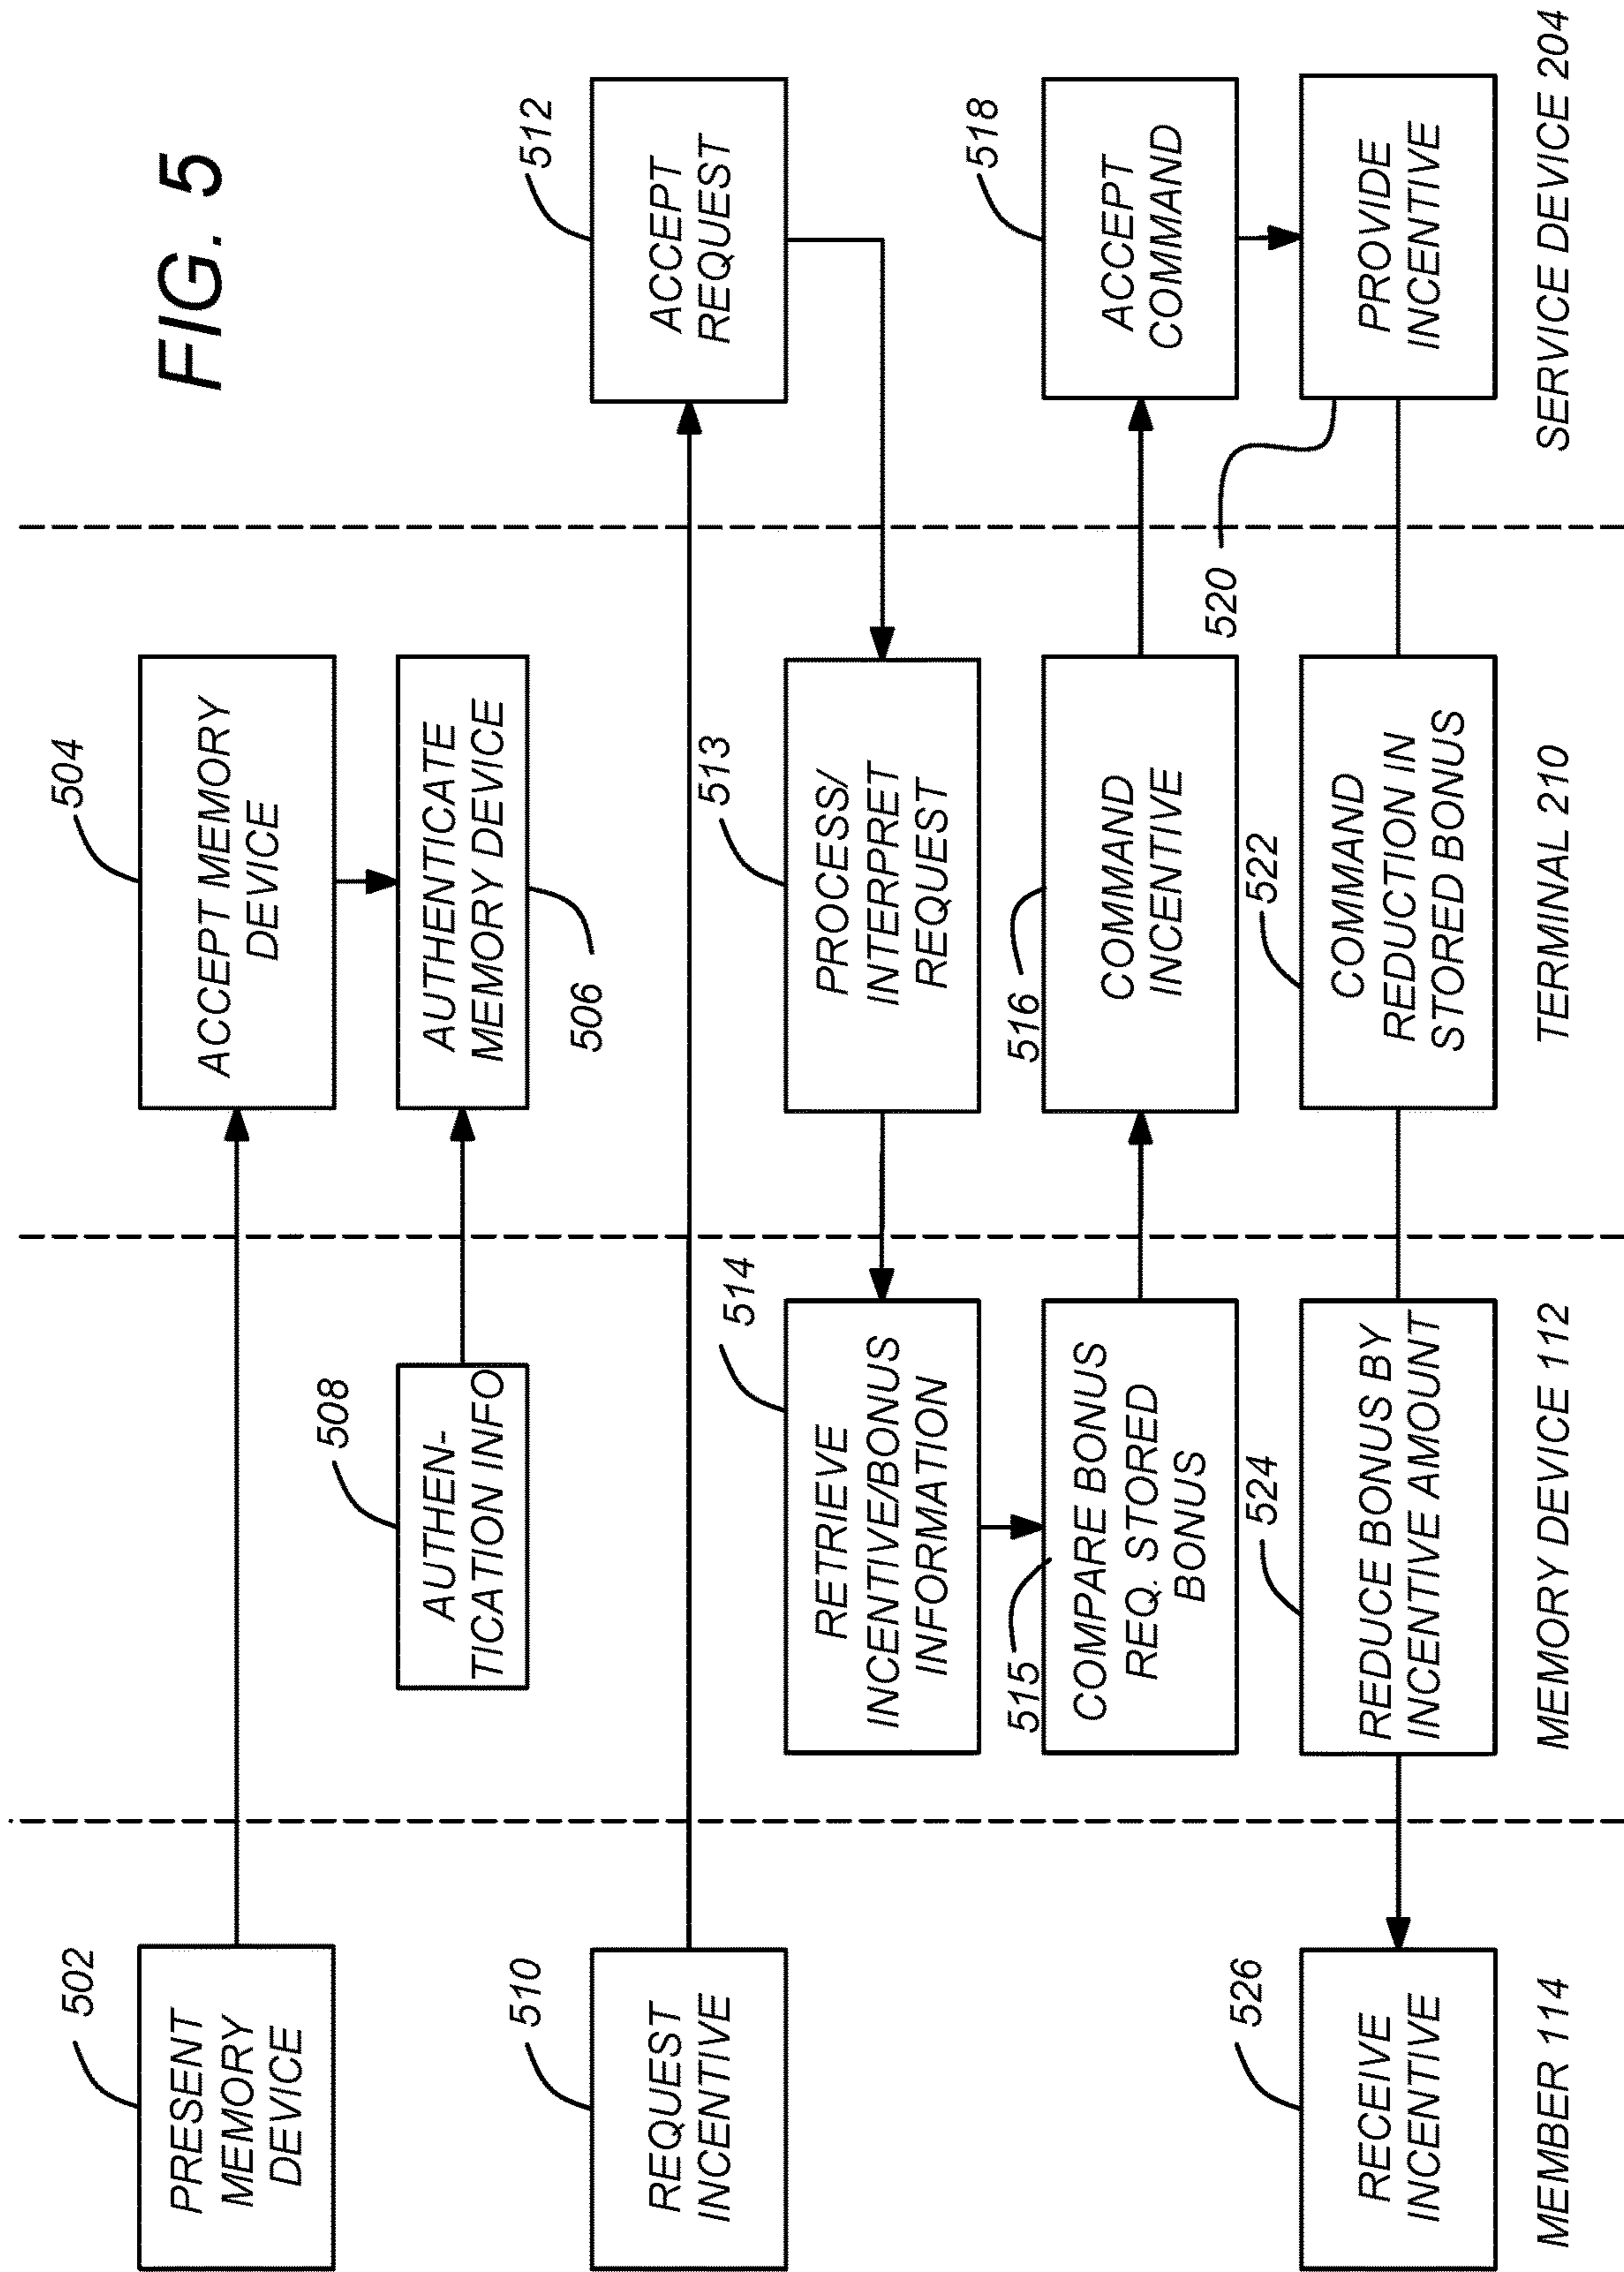 FIG. 5
502
PRESENT
MEMORY
DEVICE
504
ACCEPT MEMORY
DEVICE
508
AUTHEN-
TICATION INFO
AUTHENTICATE
MEMORY DEVICE
506
510
REQUEST
INCENTIVE
512
ACCEPT
REQUEST
514
RETRIEVE
INCENTIVE/BONUS
INFORMATION
513
PROCESS/
INTERPRET
REQUEST
515
COMPARE BONUS
REQ. STORED
BONUS
516
COMMAND
INCENTIVE
518
ACCEPT
COMMAND
526
RECEIVE
INCENTIVE
524
REDUCE BONUS BY
INCENTIVE AMOUNT
522
COMMAND
REDUCTION IN
STORED BONUS
520
PROVIDE
INCENTIVE
MEMBER 114
MEMORY DEVICE 112
TERMINAL 210
SERVICE DEVICE 204